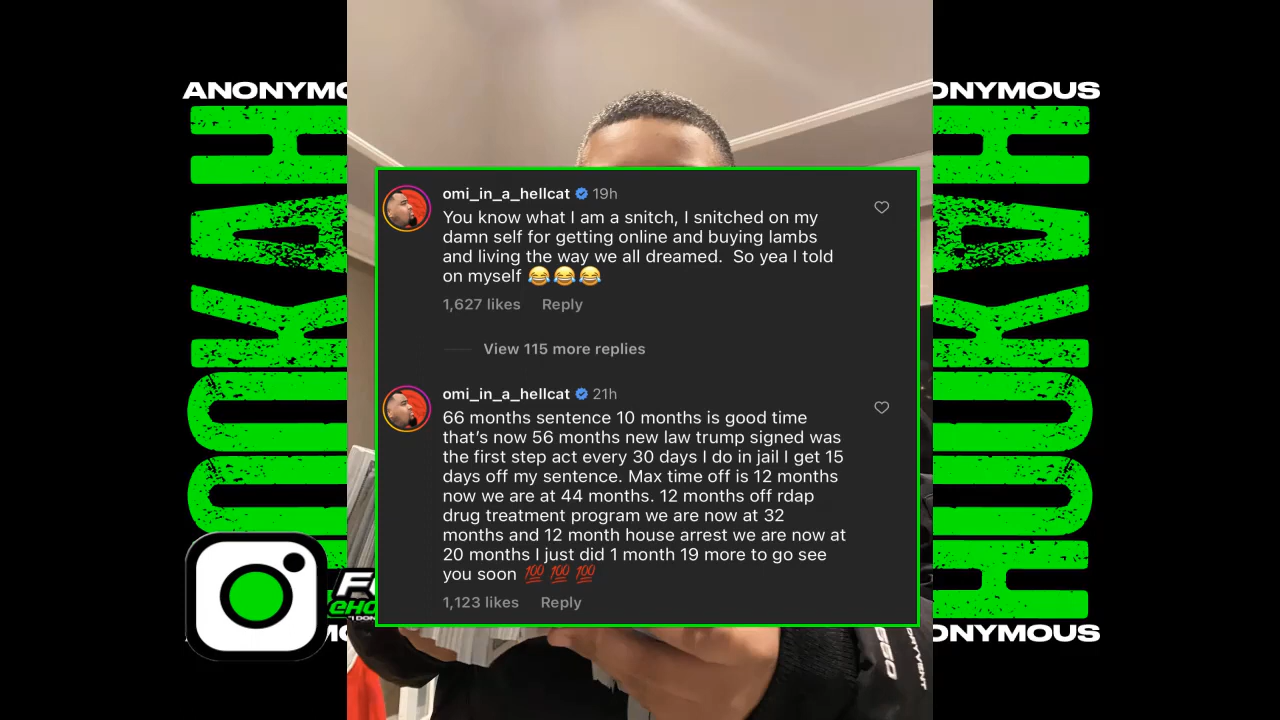 ANONYMO
ONYMOUS
HOOKAH
HOOKAH
omi_in_a_hellcat 19h
You know what I am a snitch, I snitched on my
damn self for getting online and buying lambs
and living the way we all dreamed.  So yea I told
on myself 😂😂😂
1,627 likes Reply
View 115 more replies
omi_in_a_hellcat 21h
66 months sentence 10 months is good time
that’s now 56 months new law trump signed was
the first step act every 30 days I do in jail I get 15
days off my sentence. Max time off is 12 months
now we are at 44 months. 12 months off rdap
drug treatment program we are now at 32
months and 12 month house arrest we are now at
20 months I just did 1 month 19 more to go see
you soon 💯 💯 💯
1,123 likes Reply
ONYMOUS